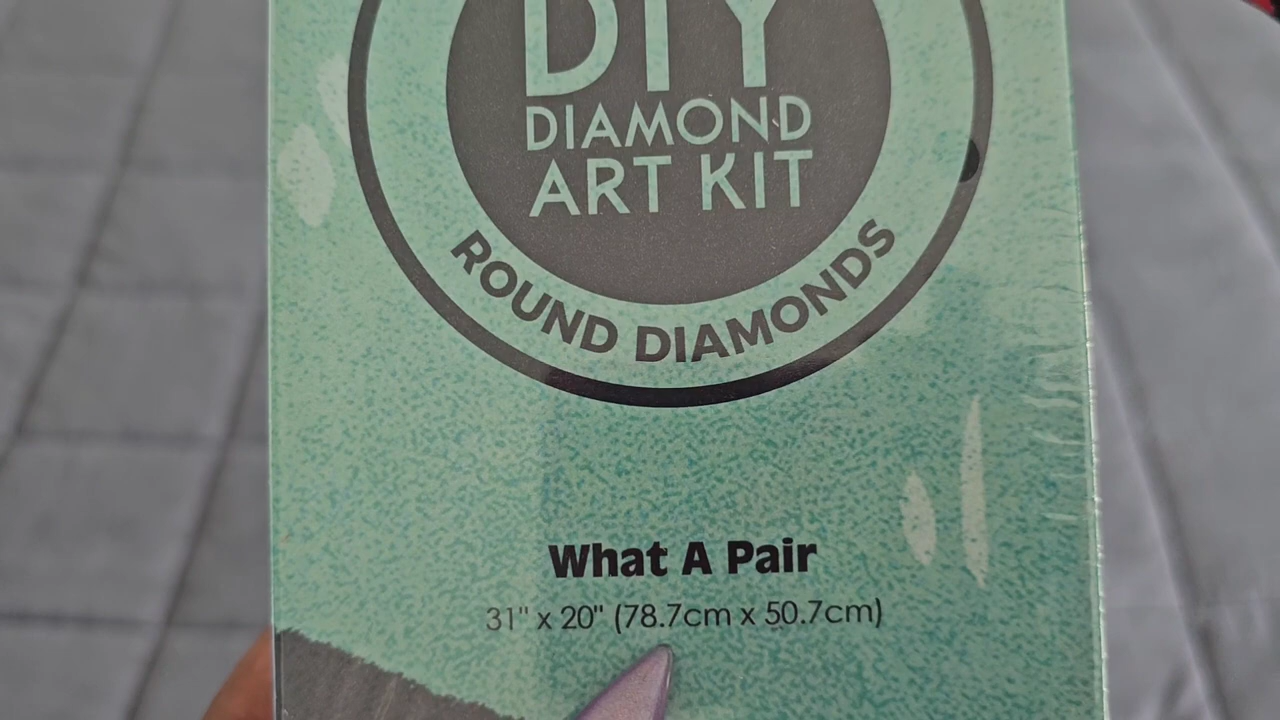 DIY
DIAMOND
ART KIT
ROUND DIAMONDS
What A Pair
31" x 20" (78.7cm x 50.7cm)